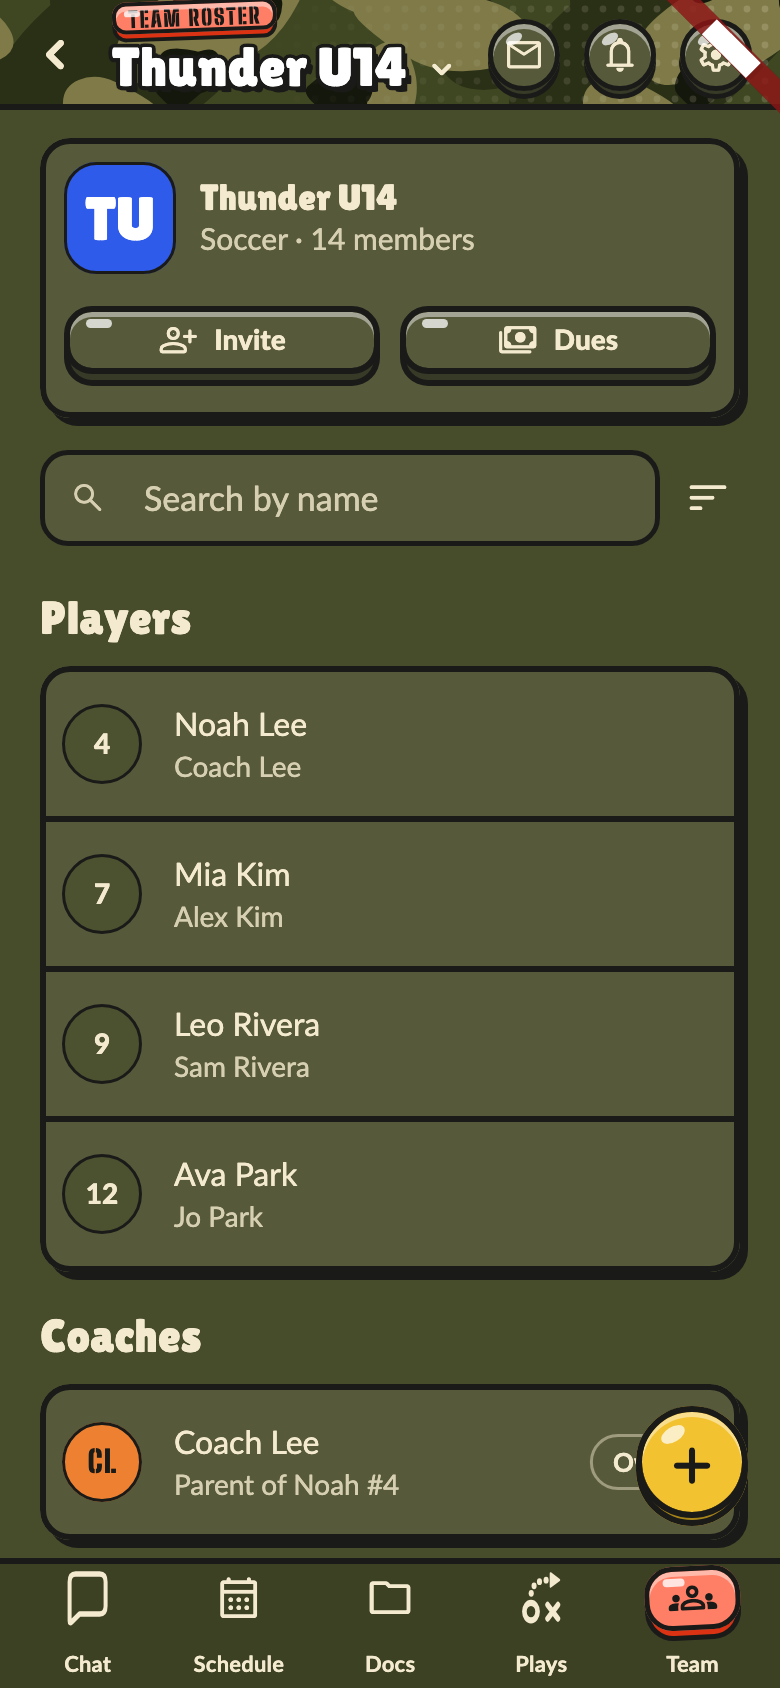 TEAM ROSTER
Thunder U14
TU
Thunder U14
Soccer · 14 members
Invite
Dues
Search by name
Players
4
Noah Lee
Coach Lee
7
Mia Kim
Alex Kim
9
Leo Rivera
Sam Rivera
12
Ava Park
Jo Park
Coaches
CL
Coach Lee
Parent of Noah #4
Chat
Schedule
Docs
Plays
Team